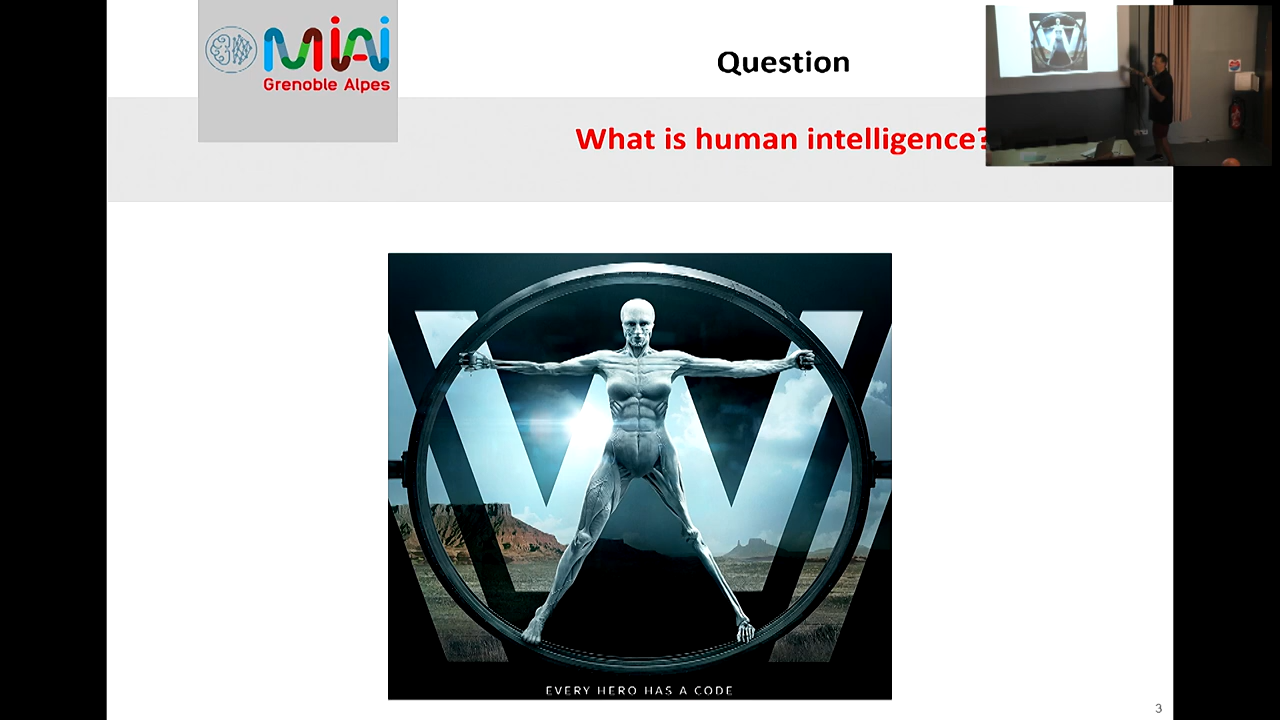 MIAI
Grenoble Alpes
Question
What is human intelligence?
W
EVERY HERO HAS A CODE
3